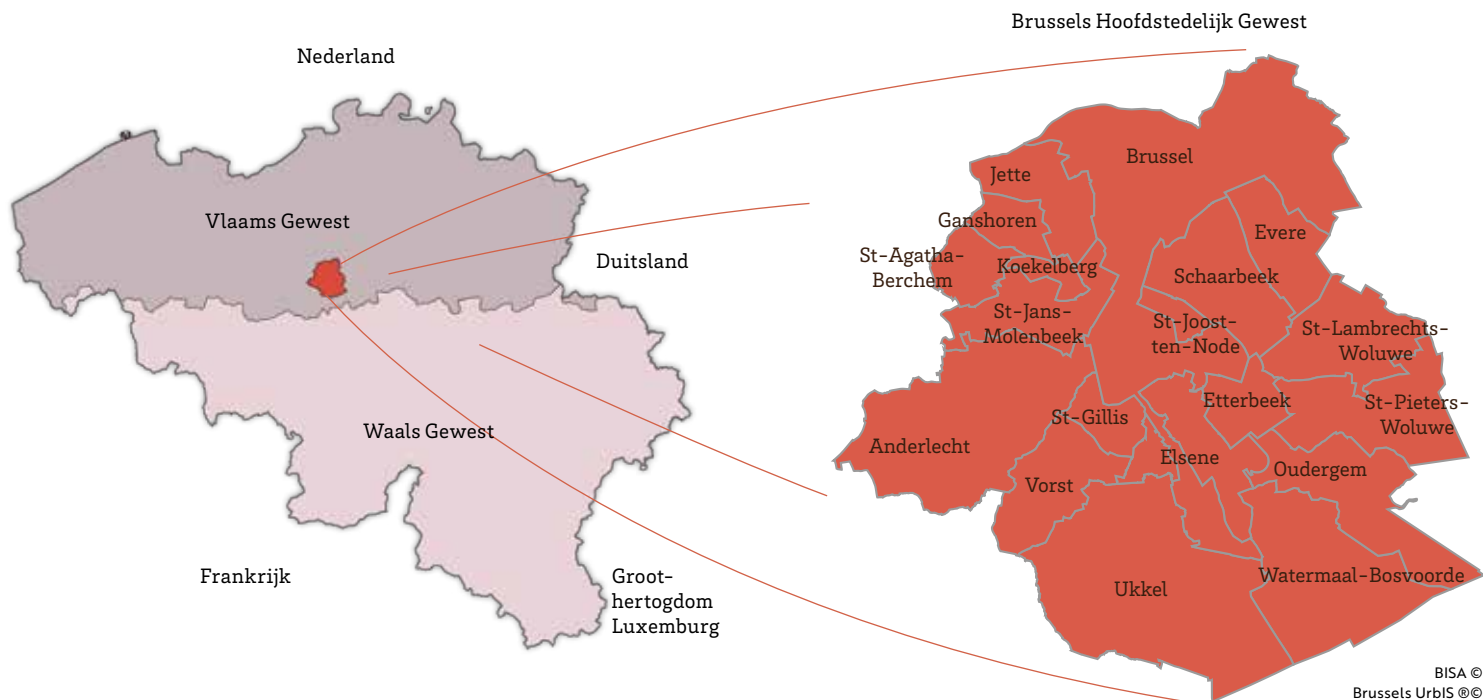 Brussels Hoofdstedelijk Gewest
Nederland
Vlaams Gewest
Duitsland
Waals Gewest
Frankrijk
Groot-
hertogdom
Luxemburg
Brussel
Jette
Ganshoren
Evere
St-Agatha-
Berchem
Koekelberg
Schaarbeek
St-Jans-
Molenbeek
St-Joost-
ten-Node
St-Lambrechts-
Woluwe
Etterbeek
St-Pieters-
Woluwe
St-Gillis
Anderlecht
Elsene
Oudergem
Vorst
Ukkel
Watermaal-Bosvoorde
BISA ©
Brussels UrbIS ®©